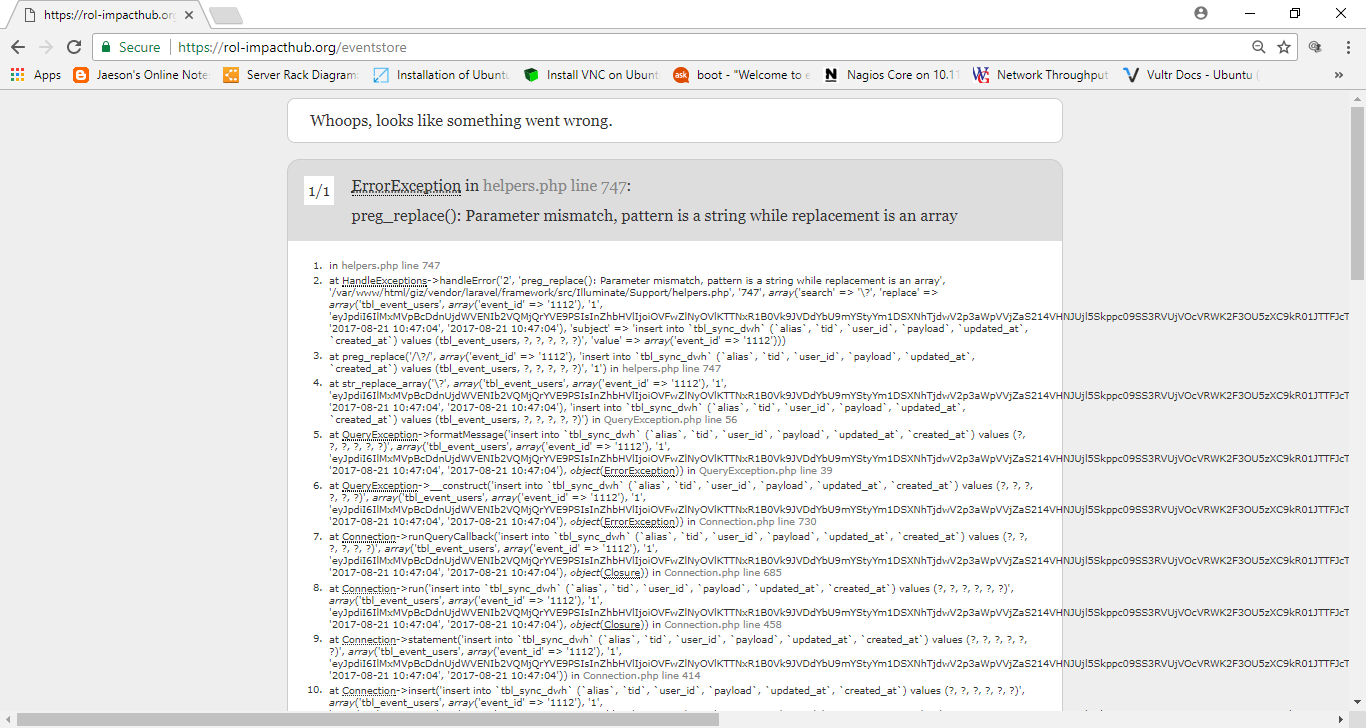 https://rol-impacthub.or
Secure | https://rol-impacthub.org/eventstore
Apps Jaeson's Online Note Server Rack Diagram Installation of Ubunt Install VNC on Ubunt boot - "Welcome to e Nagios Core on 10.11 Network Throughput Vultr Docs - Ubuntu ( »
Whoops, looks like something went wrong.
1/1 ErrorException in helpers.php line 747:
preg_replace(): Parameter mismatch, pattern is a string while replacement is an array
1. in helpers.php line 747
2. at HandleExceptions->handleError('2', 'preg_replace(): Parameter mismatch, pattern is a string while replacement is an array',
'/var/www/html/giz/vendor/laravel/framework/src/Illuminate/Support/helpers.php', '747', array('search' => '\?', 'replace' =>
array('tbl_event_users', array('event_id' => '1112'), '1',
'2017-08-21 10:47:04', '2017-08-21 10:47:04'), 'subject' => 'insert into `tbl_sync_dwh` (`alias`, `tid`, `user_id`, `payload`, `updated_at`,
`created_at`) values (tbl_event_users, ?, ?, ?, ?, ?)', 'value' => array('event_id' => '1112')))
3. at preg_replace('/\?/', array('event_id' => '1112'), 'insert into `tbl_sync_dwh` (`alias`, `tid`, `user_id`, `payload`, `updated_at`,
`created_at`) values (tbl_event_users, ?, ?, ?, ?, ?)', '1') in helpers.php line 747
4. at str_replace_array('\?', array('tbl_event_users', array('event_id' => '1112'), '1',
'2017-08-21 10:47:04', '2017-08-21 10:47:04'), 'insert into `tbl_sync_dwh` (`alias`, `tid`, `user_id`, `payload`, `updated_at`,
`created_at`) values (tbl_event_users, ?, ?, ?, ?, ?)') in QueryException.php line 56
5. at QueryException->formatMessage('insert into `tbl_sync_dwh` (`alias`, `tid`, `user_id`, `payload`, `updated_at`, `created_at`) values (?,
?, ?, ?, ?, ?)', array('tbl_event_users', array('event_id' => '1112'), '1',
'2017-08-21 10:47:04', '2017-08-21 10:47:04'), object(ErrorException)) in QueryException.php line 39
6. at QueryException->__construct('insert into `tbl_sync_dwh` (`alias`, `tid`, `user_id`, `payload`, `updated_at`, `created_at`) values (?, ?, ?,
?, ?, ?)', array('tbl_event_users', array('event_id' => '1112'), '1',
'2017-08-21 10:47:04', '2017-08-21 10:47:04'), object(ErrorException)) in Connection.php line 730
7. at Connection->runQueryCallback('insert into `tbl_sync_dwh` (`alias`, `tid`, `user_id`, `payload`, `updated_at`, `created_at`) values (?, ?,
?, ?, ?, ?)', array('tbl_event_users', array('event_id' => '1112'), '1',
'2017-08-21 10:47:04', '2017-08-21 10:47:04'), object(Closure)) in Connection.php line 685
8. at Connection->run('insert into `tbl_sync_dwh` (`alias`, `tid`, `user_id`, `payload`, `updated_at`, `created_at`) values (?, ?, ?, ?, ?, ?)',
array('tbl_event_users', array('event_id' => '1112'), '1',
'2017-08-21 10:47:04', '2017-08-21 10:47:04'), object(Closure)) in Connection.php line 458
9. at Connection->statement('insert into `tbl_sync_dwh` (`alias`, `tid`, `user_id`, `payload`, `updated_at`, `created_at`) values (?, ?, ?, ?, ?,
?)', array('tbl_event_users', array('event_id' => '1112'), '1',
'2017-08-21 10:47:04', '2017-08-21 10:47:04')) in Connection.php line 414
10. at Connection->insert('insert into `tbl_sync_dwh` (`alias`, `tid`, `user_id`, `payload`, `updated_at`, `created_at`) values (?, ?, ?, ?, ?, ?)',
array('tbl_event_users', array('event_id' => '1112'), '1',